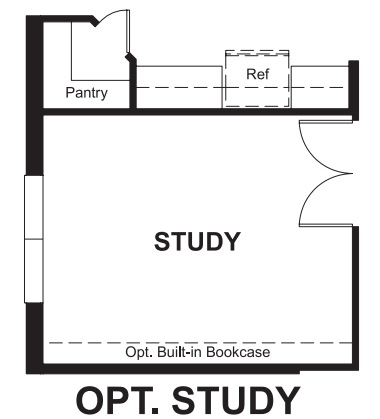 Ref
Pantry
STUDY
Opt. Built-in Bookcase
OPT. STUDY